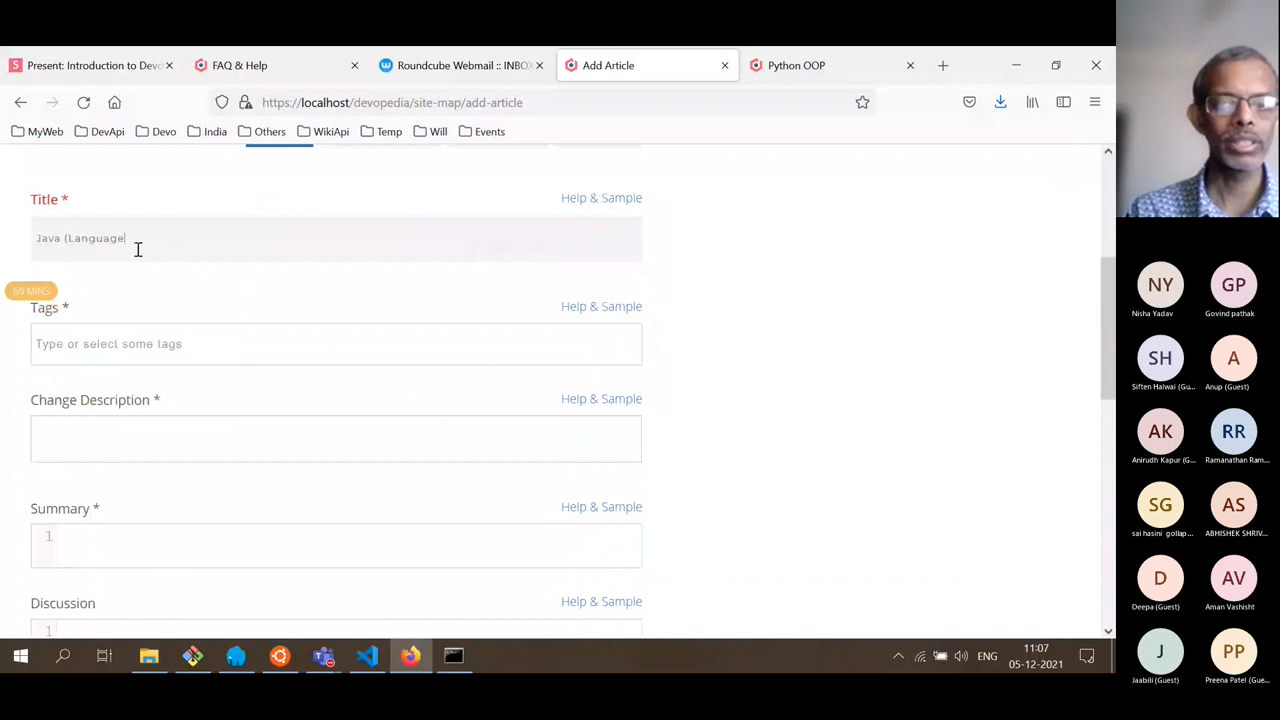 Present: Introduction to Devo
FAQ & Help
Roundcube Webmail :: INBO
Add Article
Python OOP
https://localhost/devopedia/site-map/add-article
MyWeb
DevApi
Devo
India
Others
WikiApi
Temp
Will
Events
Title *
Help & Sample
Java (Language
60 MINS
Tags *
Help & Sample
Type or select some tags
Change Description *
Help & Sample
Summary *
Help & Sample
1
Discussion
Help & Sample
1
ENG
11:07
05-12-2021
NY
Nisha Yadav
GP
Govind pathak
SH
Siften Halwai (Gu...
A
Anup (Guest)
AK
Anirudh Kapur (G...
RR
Ramanathan Ram...
SG
sai hasini gollap...
AS
ABHISHEK SHRIV...
D
Deepa (Guest)
AV
Aman Vashisht
J
Jaabili (Guest)
PP
Preena Patel (Gue...